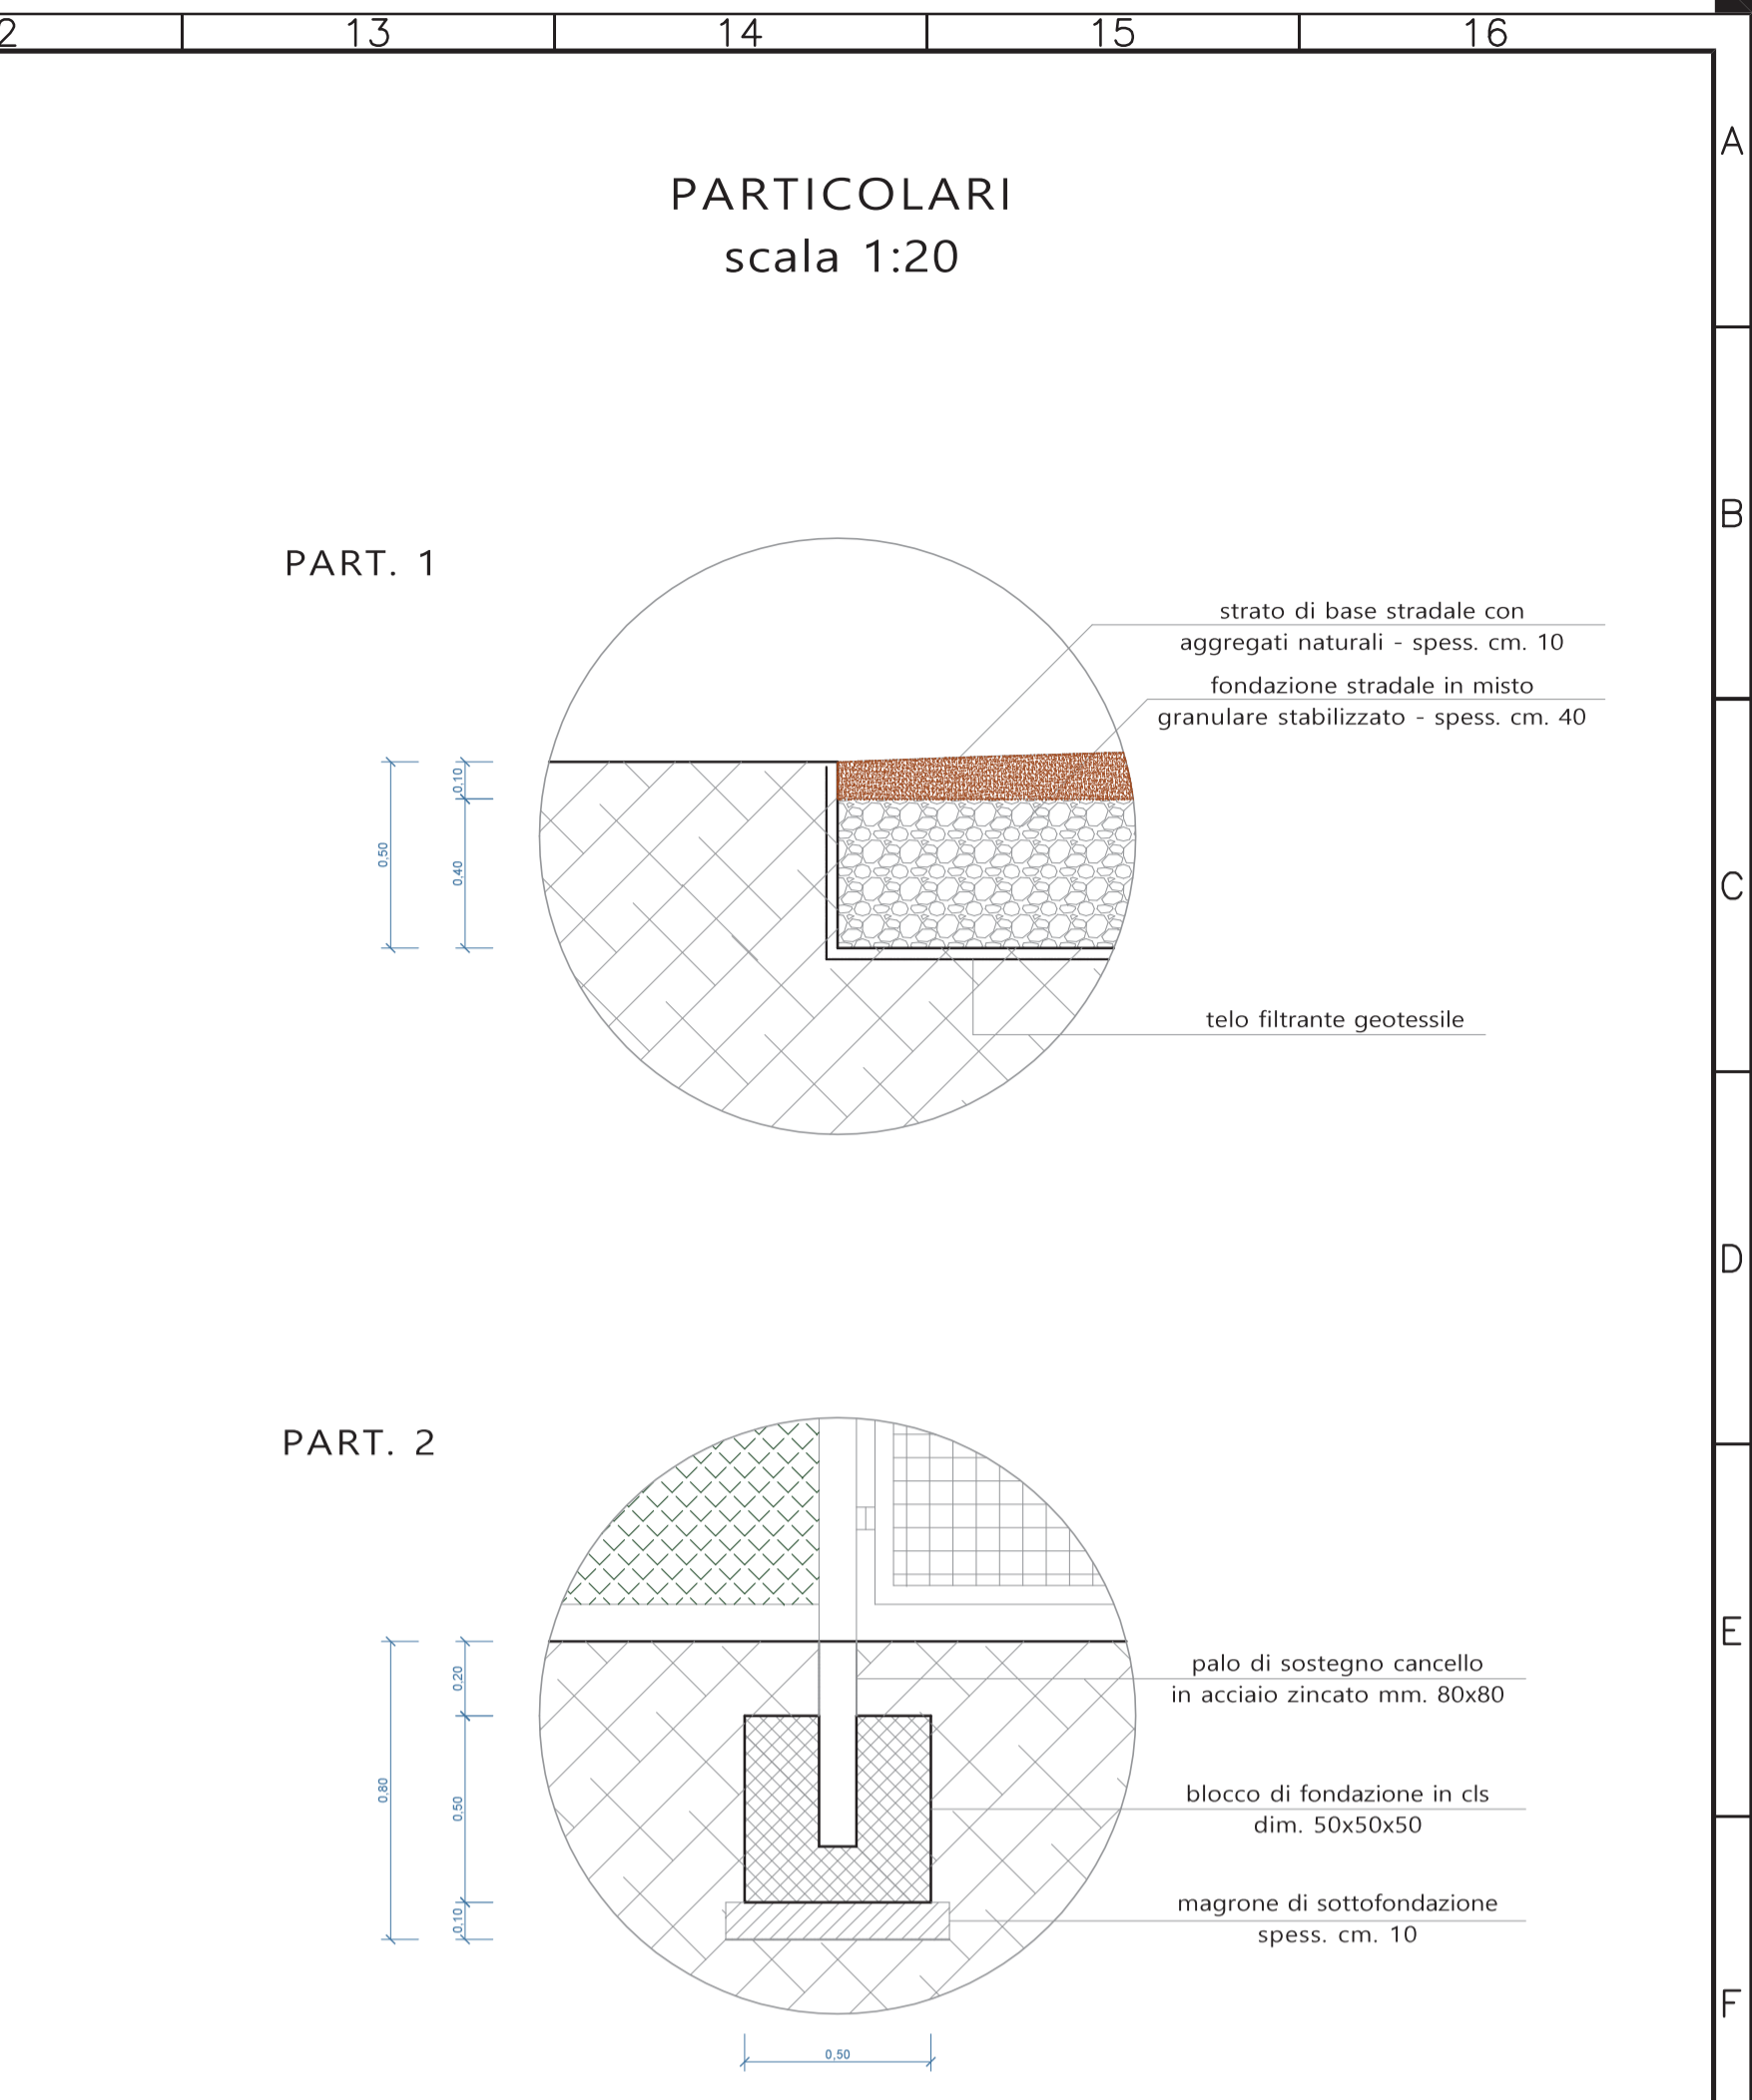 2 13 14 15 16
A
PARTICOLARI
scala 1:20
B
PART. 1
strato di base stradale con
aggregati naturali - spess. cm. 10
fondazione stradale in misto
granulare stabilizzato - spess. cm. 40
0,10
0,50
0,40
C
telo filtrante geotessile
D
PART. 2
E
0,20
palo di sostegno cancello
in acciaio zincato mm. 80x80
0,80
0,50
blocco di fondazione in cls
dim. 50x50x50
0,10
magrone di sottofondazione
spess. cm. 10
F
0,50